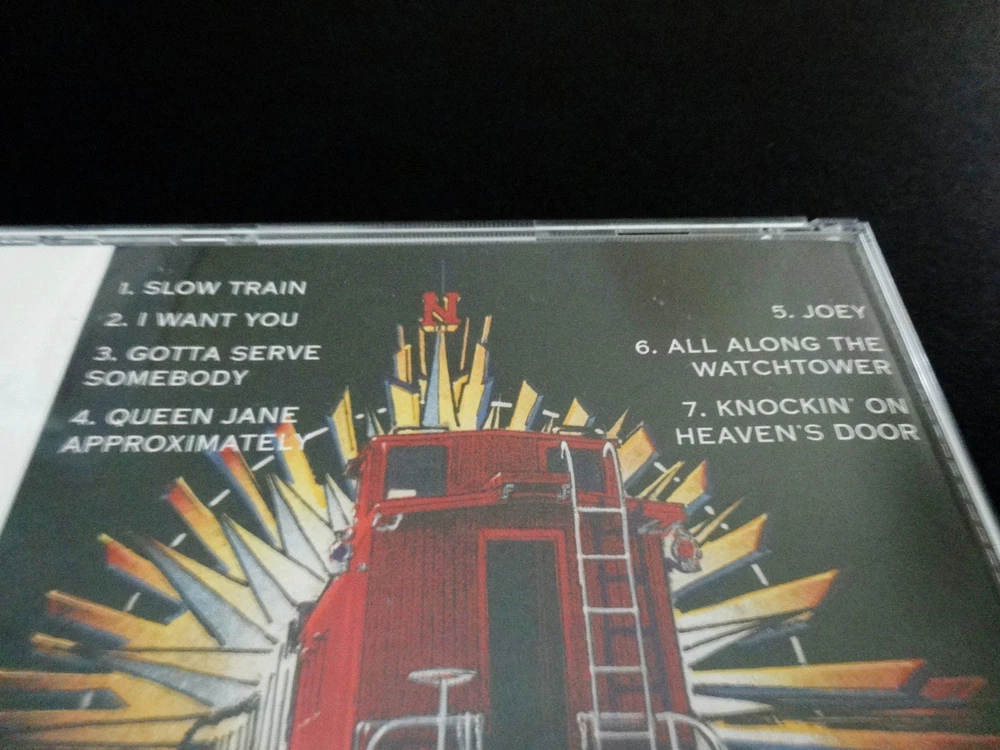 1. SLOW TRAIN
2. I WANT YOU
3. GOTTA SERVE
SOMEBODY
4. QUEEN JANE
APPROXIMATELY
N
5. JOEY
6. ALL ALONG THE
WATCHTOWER
7. KNOCKIN' ON
HEAVEN'S DOOR